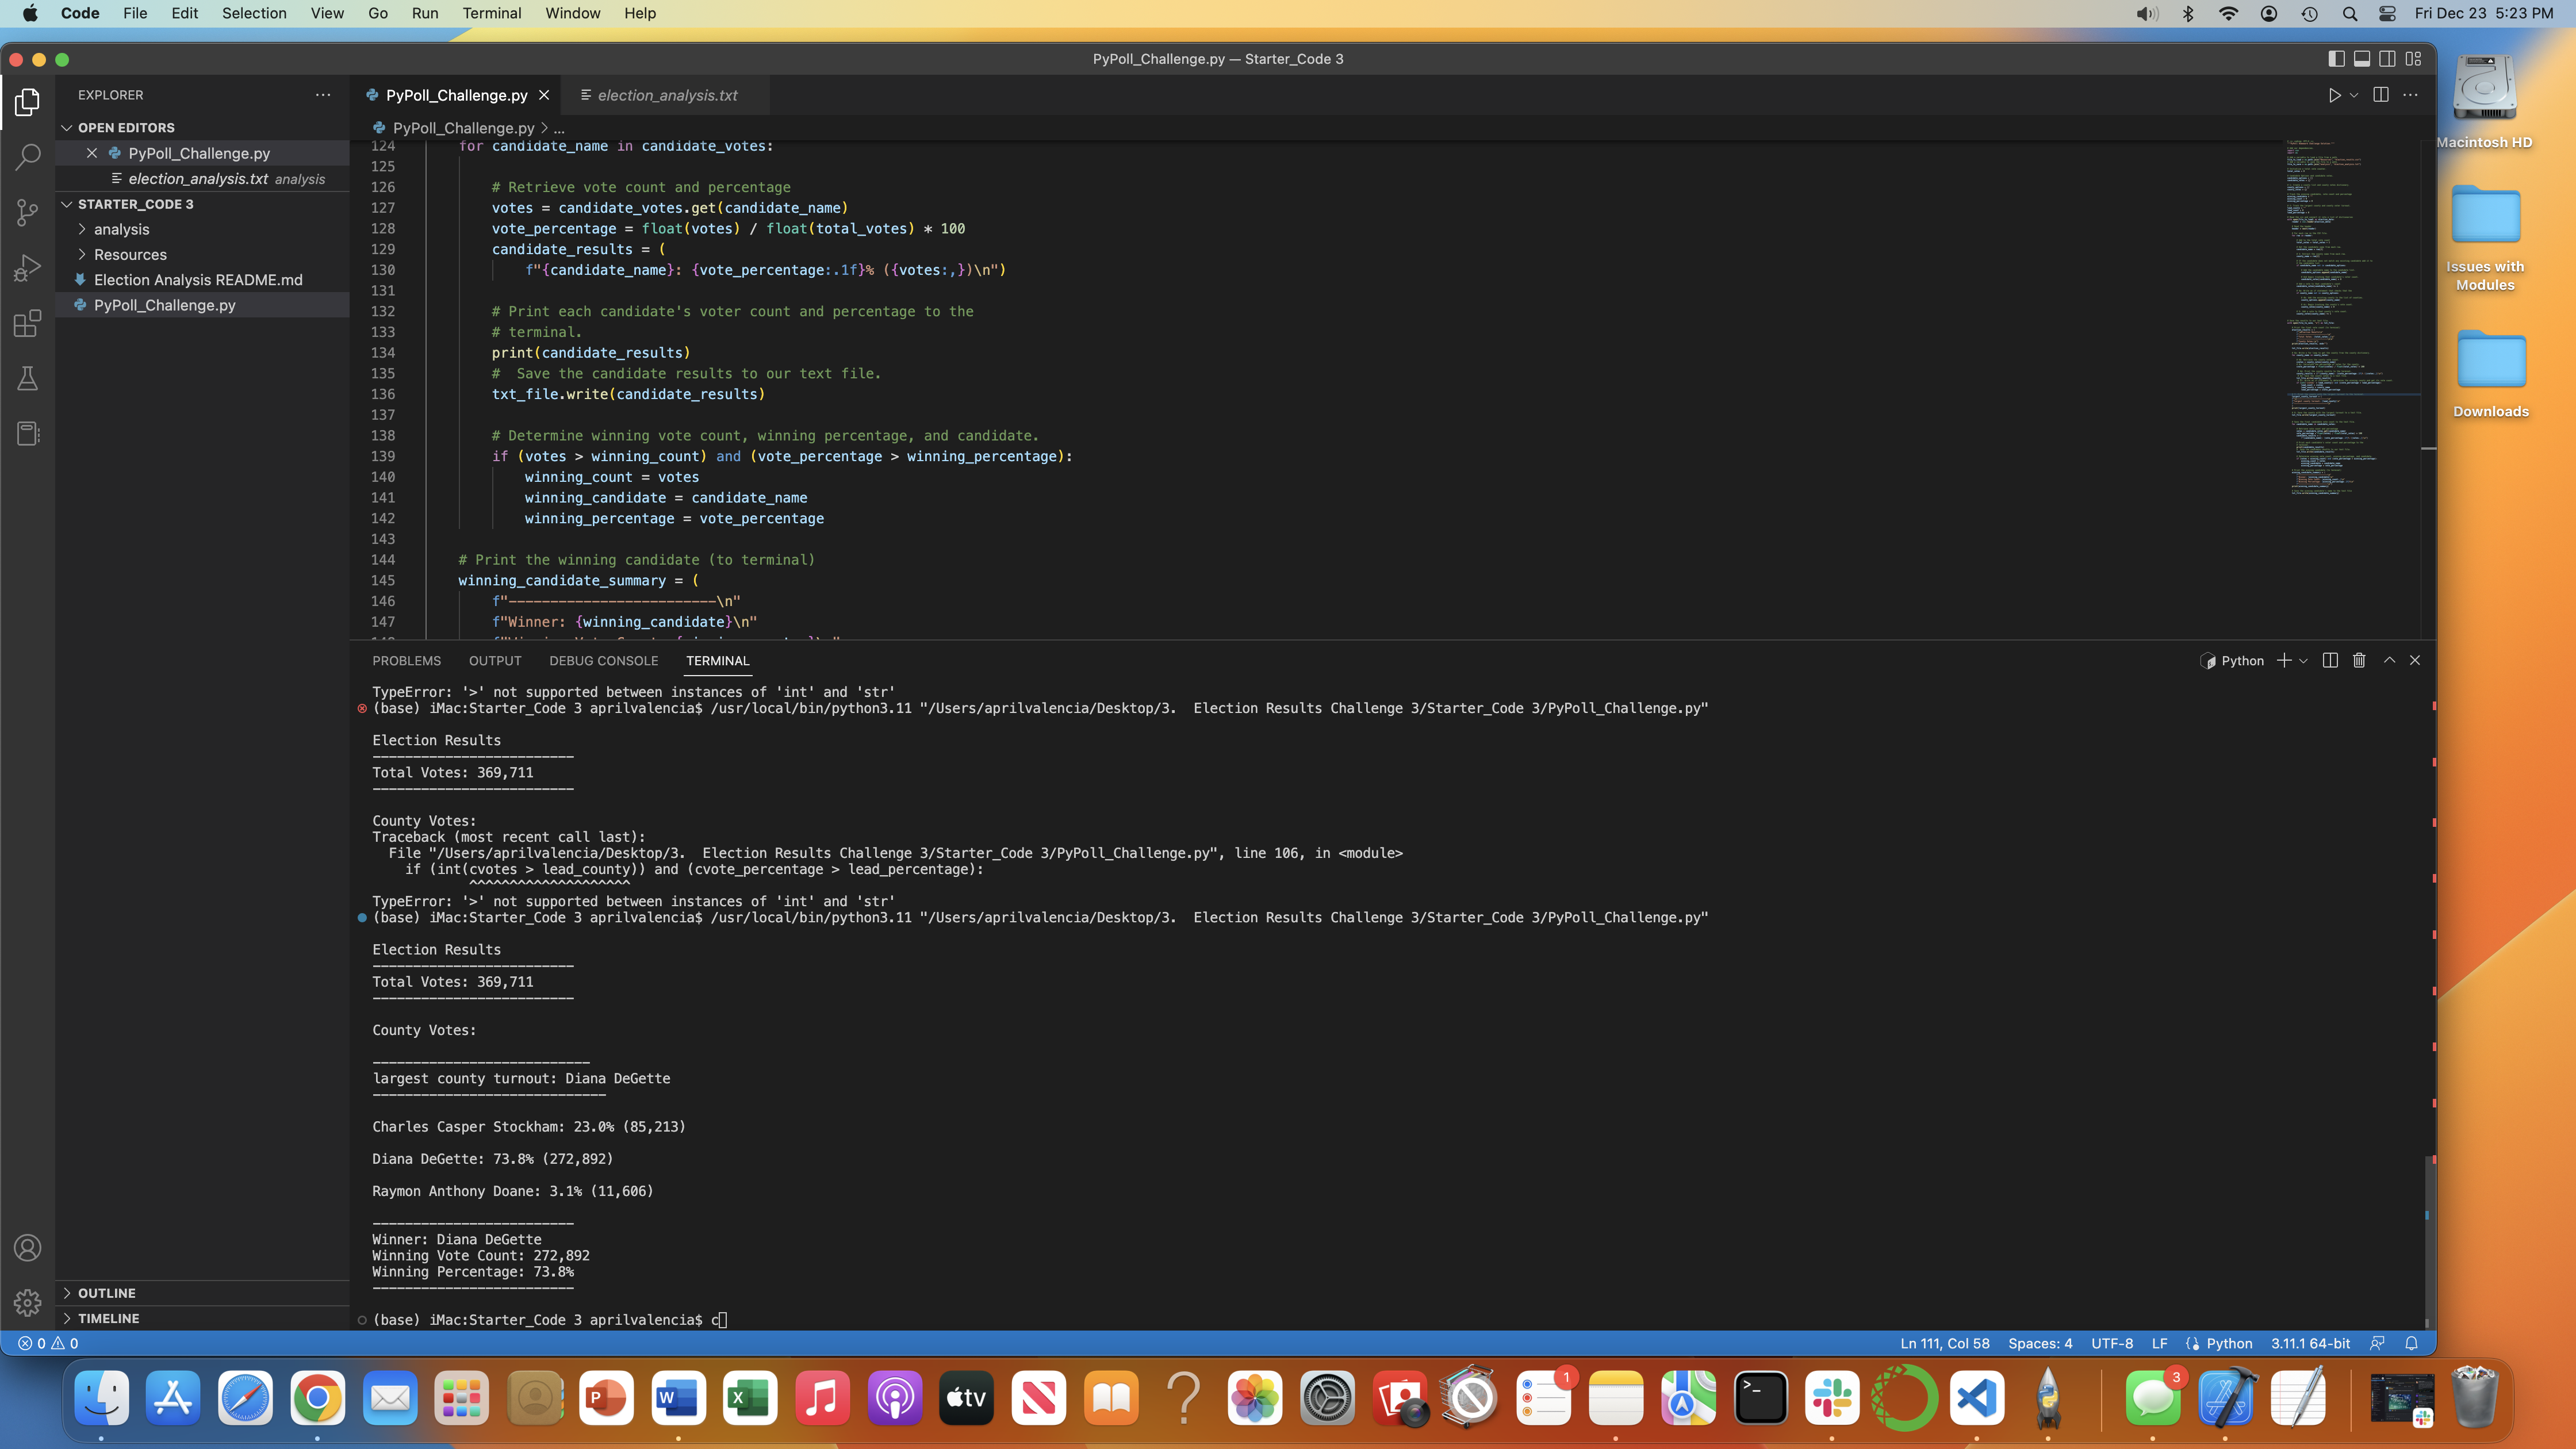 Code File Edit Selection View Go Run Terminal Window Help Fri Dec 23 5:23 PM
PyPoll_Challenge.py — Starter_Code 3
EXPLORER
OPEN EDITORS
PyPoll_Challenge.py
election_analysis.txt analysis
STARTER_CODE 3
analysis
Resources
Election Analysis README.md
PyPoll_Challenge.py
OUTLINE
TIMELINE
PyPoll_Challenge.py election_analysis.txt
PyPoll_Challenge.py > ...
124 for candidate_name in candidate_votes:
125
126 # Retrieve vote count and percentage
127 votes = candidate_votes.get(candidate_name)
128 vote_percentage = float(votes) / float(total_votes) * 100
129 candidate_results = (
130 f"{candidate_name}: {vote_percentage:.1f}% ({votes:,})\n")
131
132 # Print each candidate's voter count and percentage to the
133 # terminal.
134 print(candidate_results)
135 #  Save the candidate results to our text file.
136 txt_file.write(candidate_results)
137
138 # Determine winning vote count, winning percentage, and candidate.
139 if (votes > winning_count) and (vote_percentage > winning_percentage):
140 winning_count = votes
141 winning_candidate = candidate_name
142 winning_percentage = vote_percentage
143
144 # Print the winning candidate (to terminal)
145 winning_candidate_summary = (
146 f"-------------------------\n"
147 f"Winner: {winning_candidate}\n"
PROBLEMS OUTPUT DEBUG CONSOLE TERMINAL Python
TypeError: '>' not supported between instances of 'int' and 'str'
(base) iMac:Starter_Code 3 aprilvalencia$ /usr/local/bin/python3.11 "/Users/aprilvalencia/Desktop/3.  Election Results Challenge 3/Starter_Code 3/PyPoll_Challenge.py"
Election Results
-------------------------
Total Votes: 369,711
-------------------------
County Votes:
Traceback (most recent call last):
File "/Users/aprilvalencia/Desktop/3.  Election Results Challenge 3/Starter_Code 3/PyPoll_Challenge.py", line 106, in <module>
if (int(cvotes > lead_county)) and (cvote_percentage > lead_percentage):
^^^^^^^^^^^^^^^^^^^^
TypeError: '>' not supported between instances of 'int' and 'str'
(base) iMac:Starter_Code 3 aprilvalencia$ /usr/local/bin/python3.11 "/Users/aprilvalencia/Desktop/3.  Election Results Challenge 3/Starter_Code 3/PyPoll_Challenge.py"
Election Results
-------------------------
Total Votes: 369,711
-------------------------
County Votes:
---------------------------
largest county turnout: Diana DeGette
-----------------------------
Charles Casper Stockham: 23.0% (85,213)
Diana DeGette: 73.8% (272,892)
Raymon Anthony Doane: 3.1% (11,606)
-------------------------
Winner: Diana DeGette
Winning Vote Count: 272,892
Winning Percentage: 73.8%
-------------------------
(base) iMac:Starter_Code 3 aprilvalencia$ c
0 0 Ln 111, Col 58 Spaces: 4 UTF-8 LF Python 3.11.1 64-bit
Macintosh HD
Issues with
Modules
Downloads
P W X tv 1 >_ 3